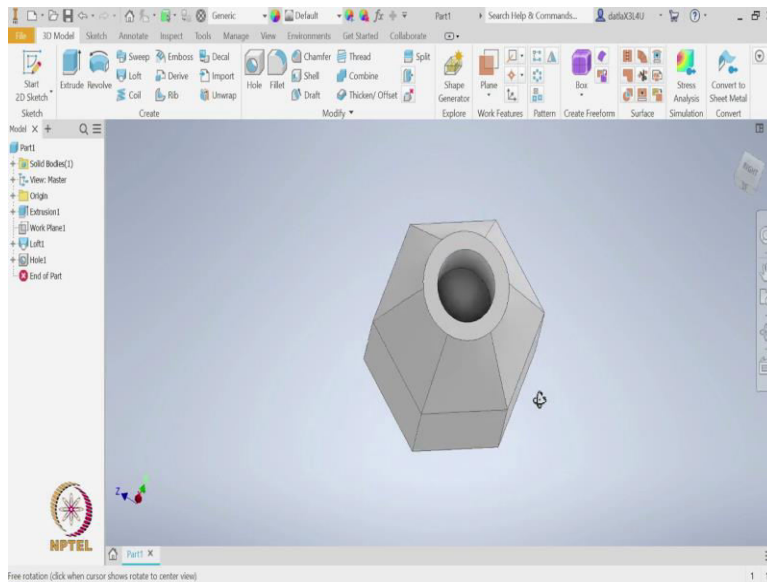 Generic Default fx Part1 Search Help & Commands... datlaX3L4U
File 3D Model Sketch Annotate Inspect Tools Manage View Environments Get Started Collaborate
Start 2D Sketch Extrude Revolve Sweep Emboss Decal Hole Fillet Chamfer Thread Split Shape Generator Plane Box Stress Analysis Convert to Sheet Metal
Loft Derive Import Shell Combine
Coil Rib Unwrap Draft Thicken/ Offset
Sketch Create Modify Explore Work Features Pattern Create Freeform Surface Simulation Convert
Model X +
Part1
Solid Bodies(1)
View: Master
Origin
Extrusion1
Work Plane1
Loft1
Hole1
End of Part
RIGHT
Z
NPTEL
Part1 X
Free rotation (click when cursor shows rotate to center view) 1